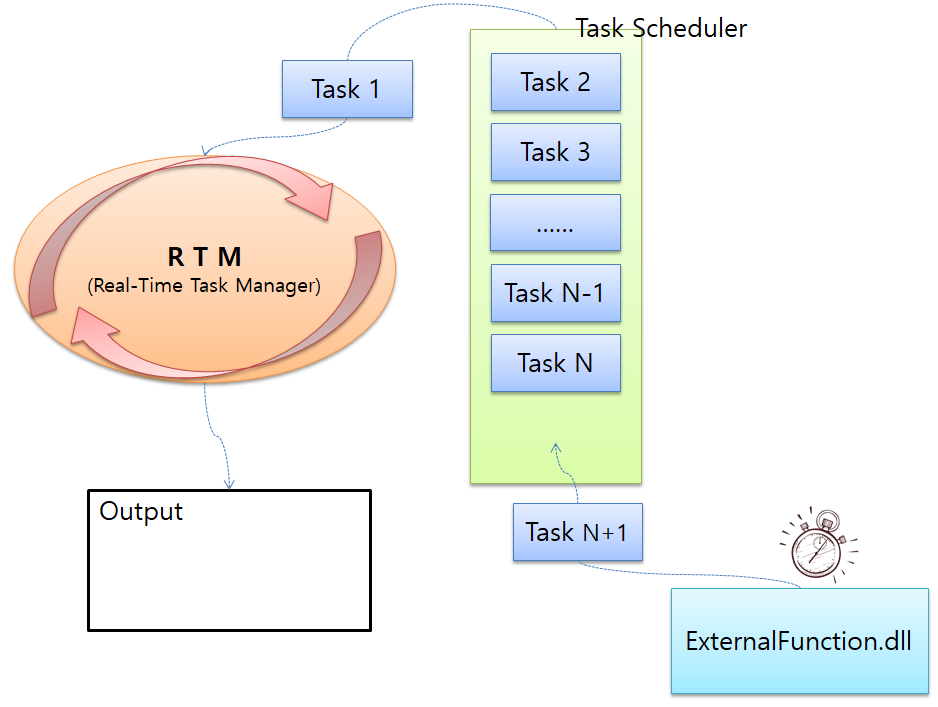 Task Scheduler
Task 1
Task 2
Task 3
......
Task N-1
Task N
R T M
(Real-Time Task Manager)
Output
Task N+1
ExternalFunction.dll